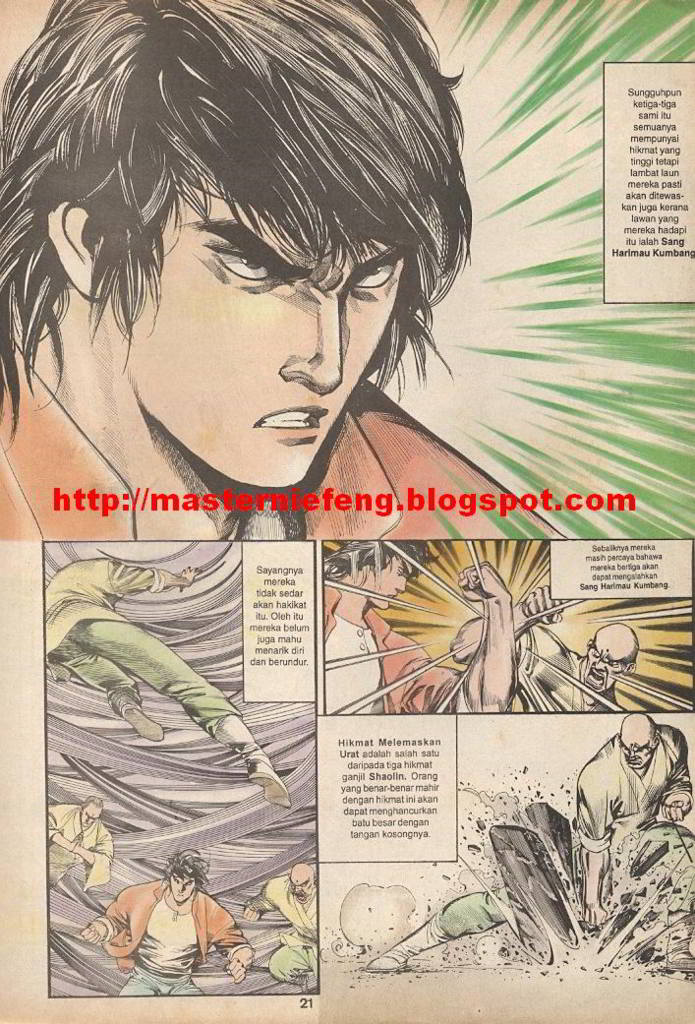 Sungguhpun
ketiga-tiga
sami itu
semuanya
mempunyai
hikmat yang
tinggi tetapi
lambat laun
mereka pasti
akan ditewas-
kan juga kerana
lawan yang
mereka hadapi
itu ialah Sang
Harimau Kumbang
http://masterniefeng.blogspot.com
Sayangnya
mereka
tidak sedar
akan hakikat
itu. Oleh itu
mereka belum
juga mahu
menarik diri
dan berundur.
Sebaliknya mereka
masih percaya bahawa
mereka bertiga akan
dapat mengalahkan
Sang Harimau Kumbang.
Hikmat Melemaskan
Urat adalah salah satu
daripada tiga hikmat
ganjil Shaolin. Orang
yang benar-benar mahir
dengan hikmat ini akan
dapat menghancurkan
batu besar dengan
tangan kosongnya.
21